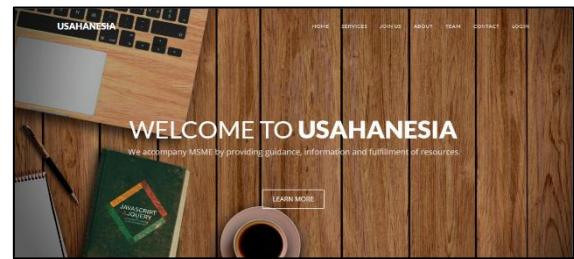 USAHANESIA
HOME SERVICES JOIN US ABOUT TEAM CONTACT LOGIN
WELCOME TO USAHANESIA
We accompany MSME by providing guidance, information and fulfillment of resources.
LEARN MORE
JAVASCRIPT
& JQUERY